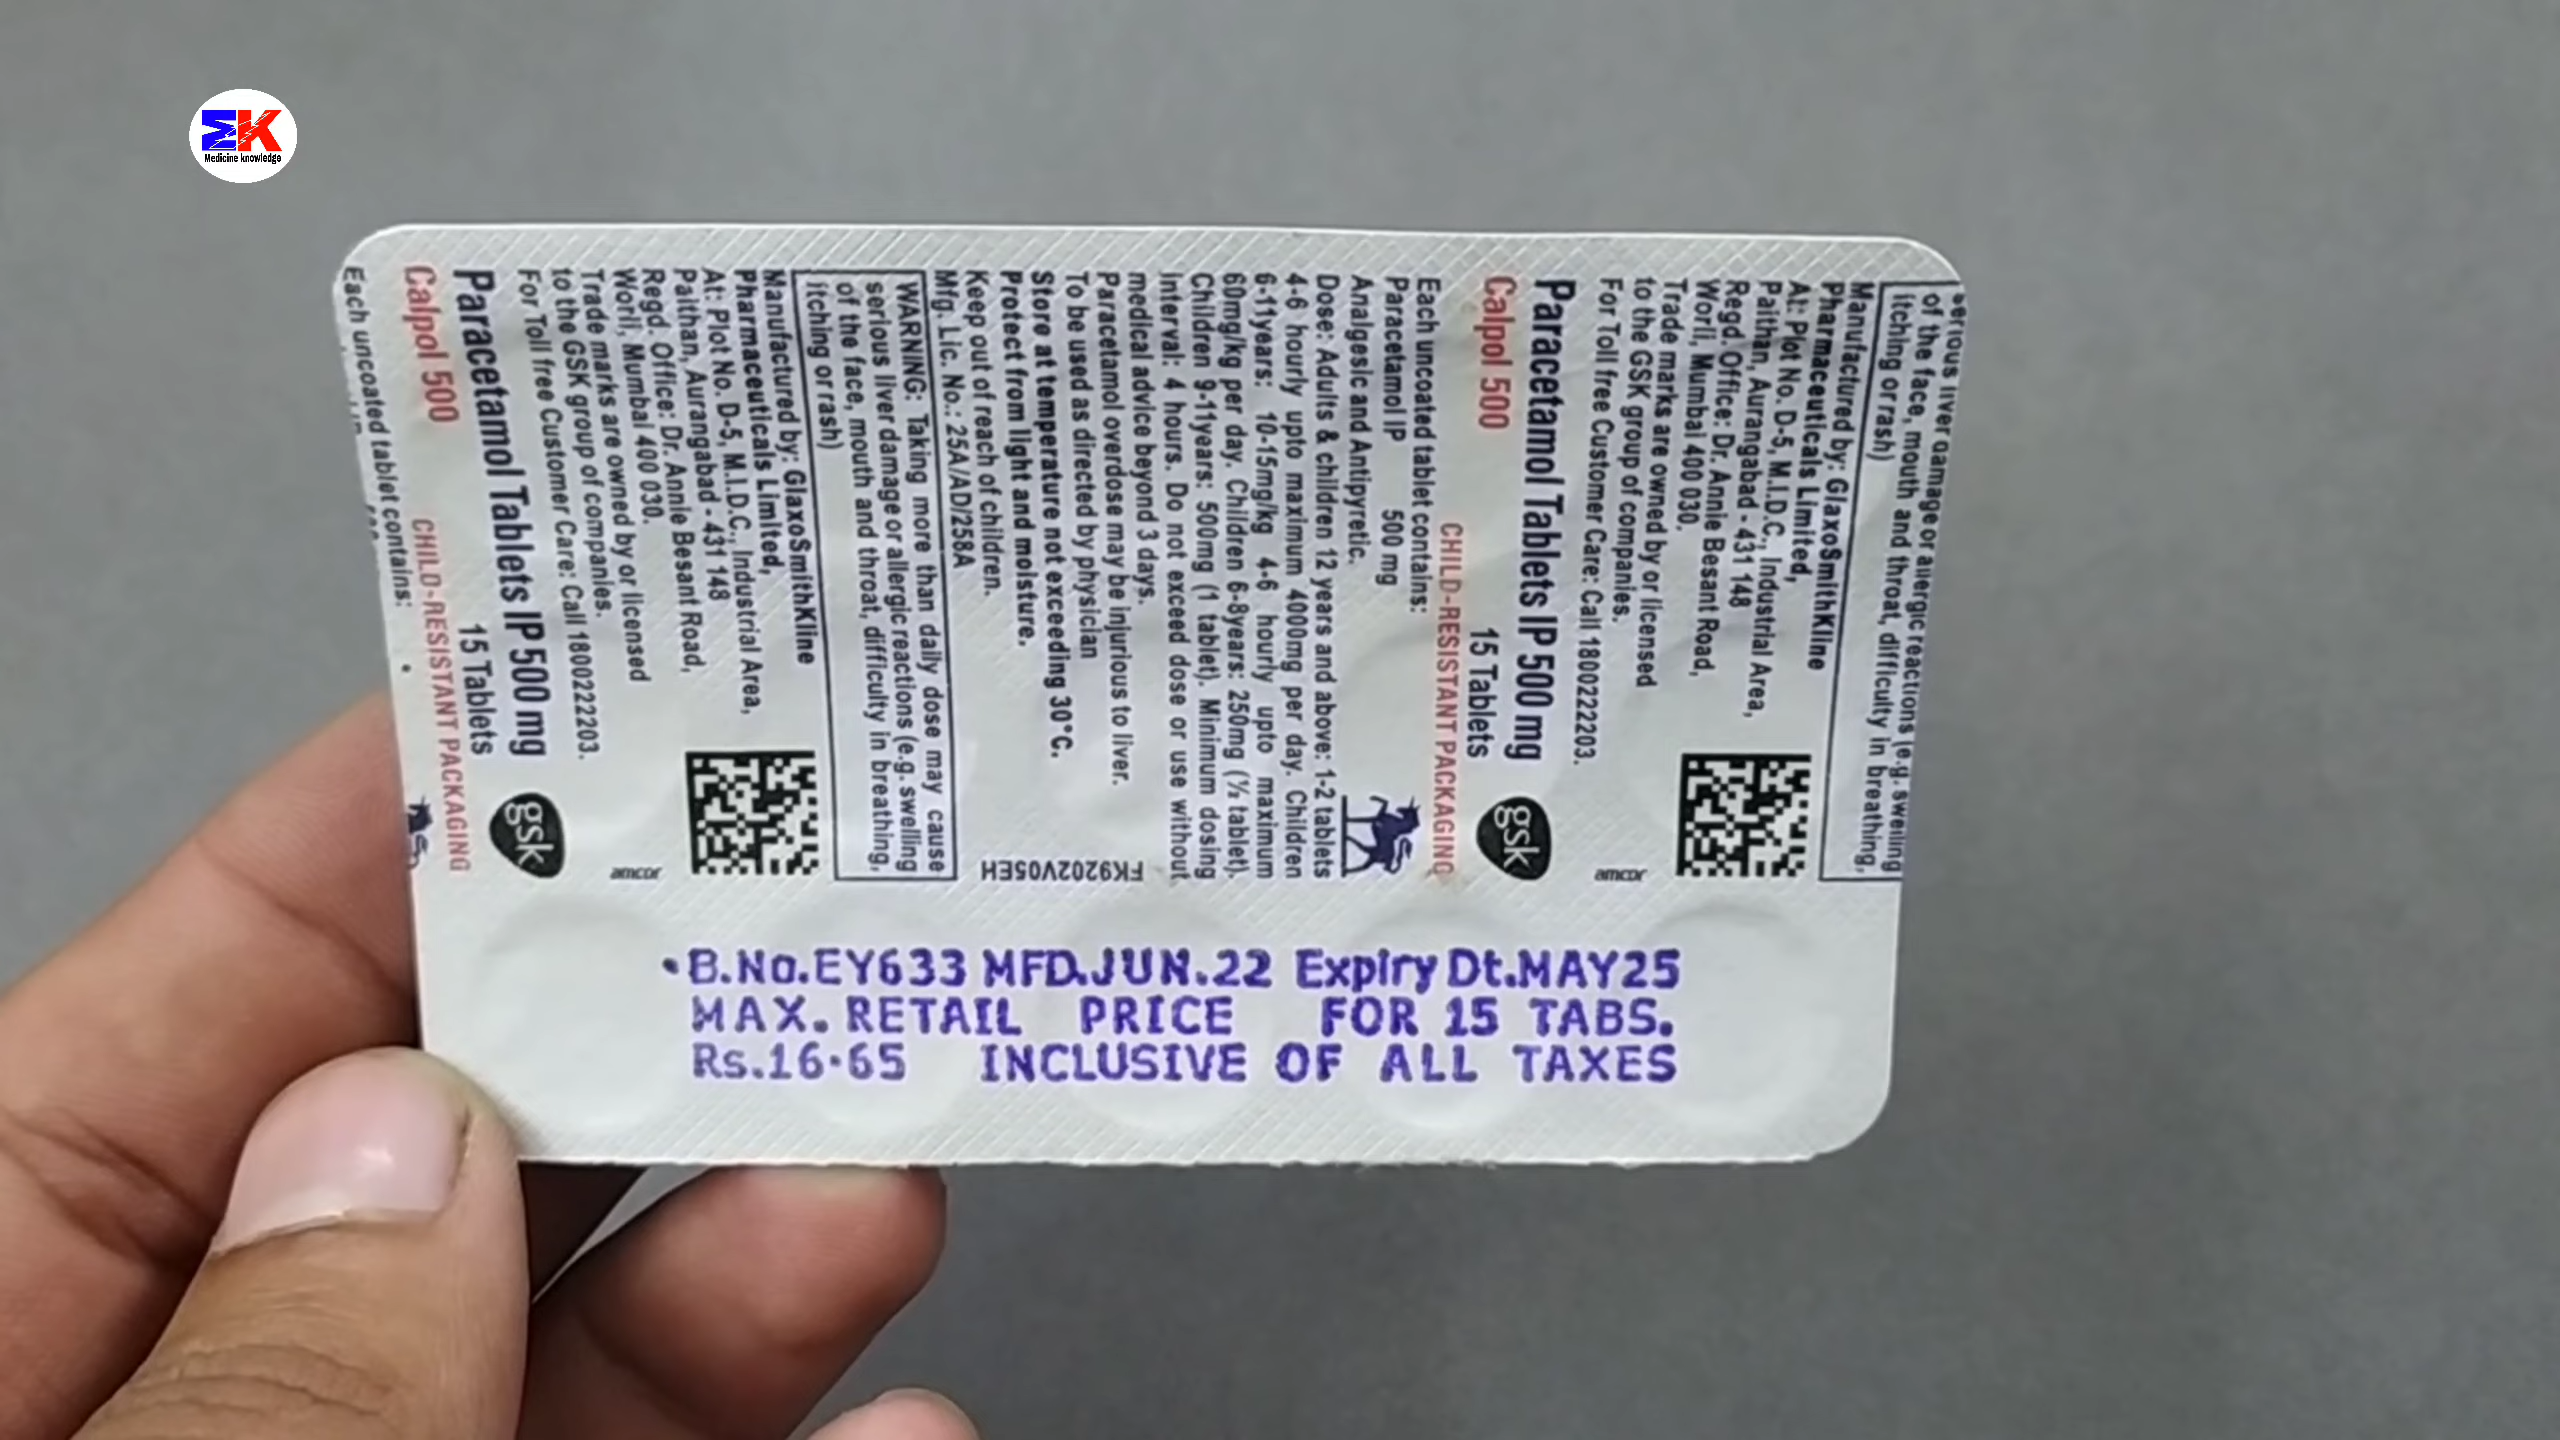 EK
Medicine knowledge
serious liver damage or allergic reactions (e.g. swelling
of the face, mouth and throat, difficulty in breathing,
itching or rash)
Manufactured by: GlaxoSmithKline
Pharmaceuticals Limited,
At: Plot No. D-5, M.I.D.C., Industrial Area,
Paithan, Aurangabad - 431 148
Regd. Office: Dr. Annie Besant Road,
Worli, Mumbai 400 030.
Trade marks are owned by or licensed
to the GSK group of companies.
For Toll free Customer Care: Call 1800222203.
amcor
Paracetamol Tablets IP 500 mg
gsk
Calpol 500
15 Tablets
CHILD-RESISTANT PACKAGING
Each uncoated tablet contains:
Paracetamol IP 500 mg
Analgesic and Antipyretic.
Dose: Adults & children 12 years and above: 1-2 tablets
4-6 hourly upto maximum 4000mg per day. Children
6-11years: 10-15mg/kg 4-6 hourly upto maximum
60mg/kg per day. Children 6-8years: 250mg (½ tablet).
Children 9-11years: 500mg (1 tablet). Minimum dosing
Interval: 4 hours. Do not exceed dose or use without
medical advice beyond 3 days.
Paracetamol overdose may be injurious to liver.
To be used as directed by physician
Store at temperature not exceeding 30°C.
Protect from light and moisture.
Keep out of reach of children.
Mfg. Lic. No.: 25A/AD/258A
FK9202V05EH
WARNING: Taking more than daily dose may cause
serious liver damage or allergic reactions (e.g. swelling
of the face, mouth and throat, difficulty in breathing,
itching or rash)
Manufactured by: GlaxoSmithKline
Pharmaceuticals Limited,
At: Plot No. D-5, M.I.D.C., Industrial Area,
Paithan, Aurangabad - 431 148
Regd. Office: Dr. Annie Besant Road,
Worli, Mumbai 400 030.
Trade marks are owned by or licensed
to the GSK group of companies.
For Toll free Customer Care: Call 1800222203.
amcor
Paracetamol Tablets IP 500 mg
gsk
Calpol 500
15 Tablets
CHILD-RESISTANT PACKAGING
Each uncoated tablet contains:
B.No.EY633 MFD.JUN.22 Expiry Dt.MAY25
MAX. RETAIL PRICE FOR 15 TABS.
Rs.16.65 INCLUSIVE OF ALL TAXES